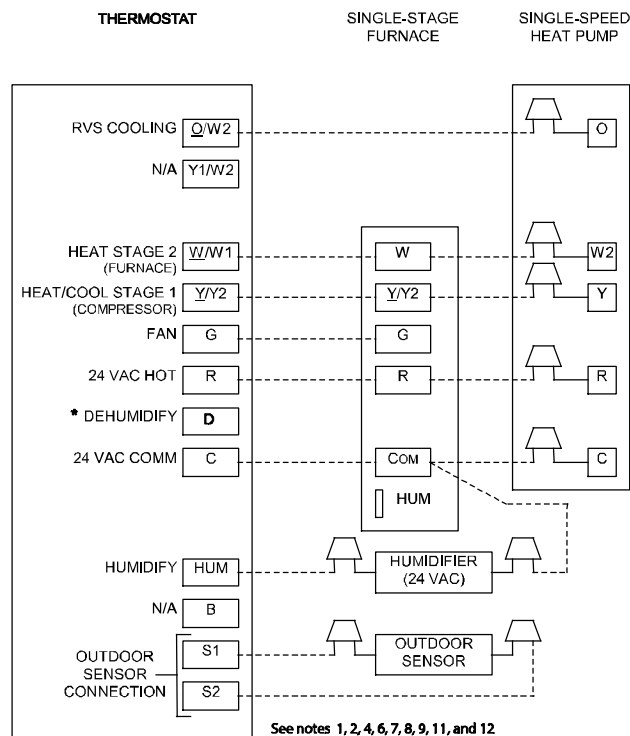 THERMOSTAT
SINGLE-STAGE
FURNACE
SINGLE-SPEED
HEAT PUMP
RVS COOLING O/W2 O
N/A Y1/W2
HEAT STAGE 2 W/W1 W W2
(FURNACE)
HEAT/COOL STAGE 1 Y/Y2 Y/Y2 Y
(COMPRESSOR)
FAN G G
24 VAC HOT R R R
* DEHUMIDIFY D
24 VAC COMM C COM C
HUM
HUMIDIFY HUM HUMIDIFIER
(24 VAC)
N/A B
OUTDOOR
SENSOR
CONNECTION
S1
S2
OUTDOOR
SENSOR
See notes 1, 2, 4, 6, 7, 8, 9, 11, and 12